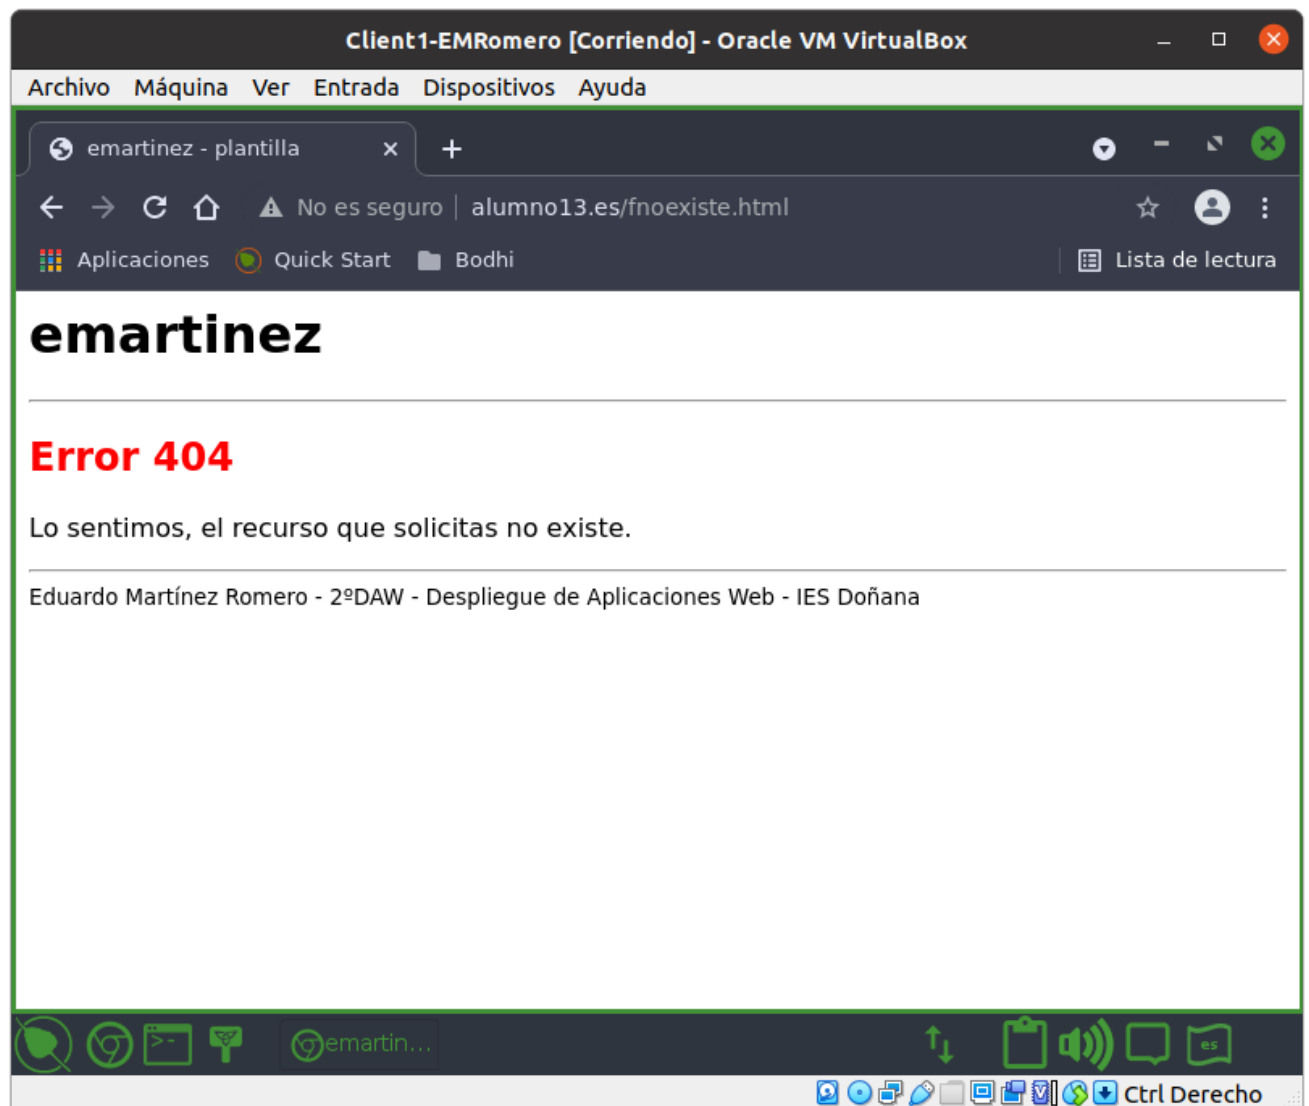 Client1-EMRomero [Corriendo] - Oracle VM VirtualBox
Archivo Máquina Ver Entrada Dispositivos Ayuda
emartinez - plantilla
No es seguro alumno13.es/fnoexiste.html
Aplicaciones Quick Start Bodhi Lista de lectura
emartinez
Error 404
Lo sentimos, el recurso que solicitas no existe.
Eduardo Martínez Romero - 2ºDAW - Despliegue de Aplicaciones Web - IES Doñana
emartin... es
Ctrl Derecho